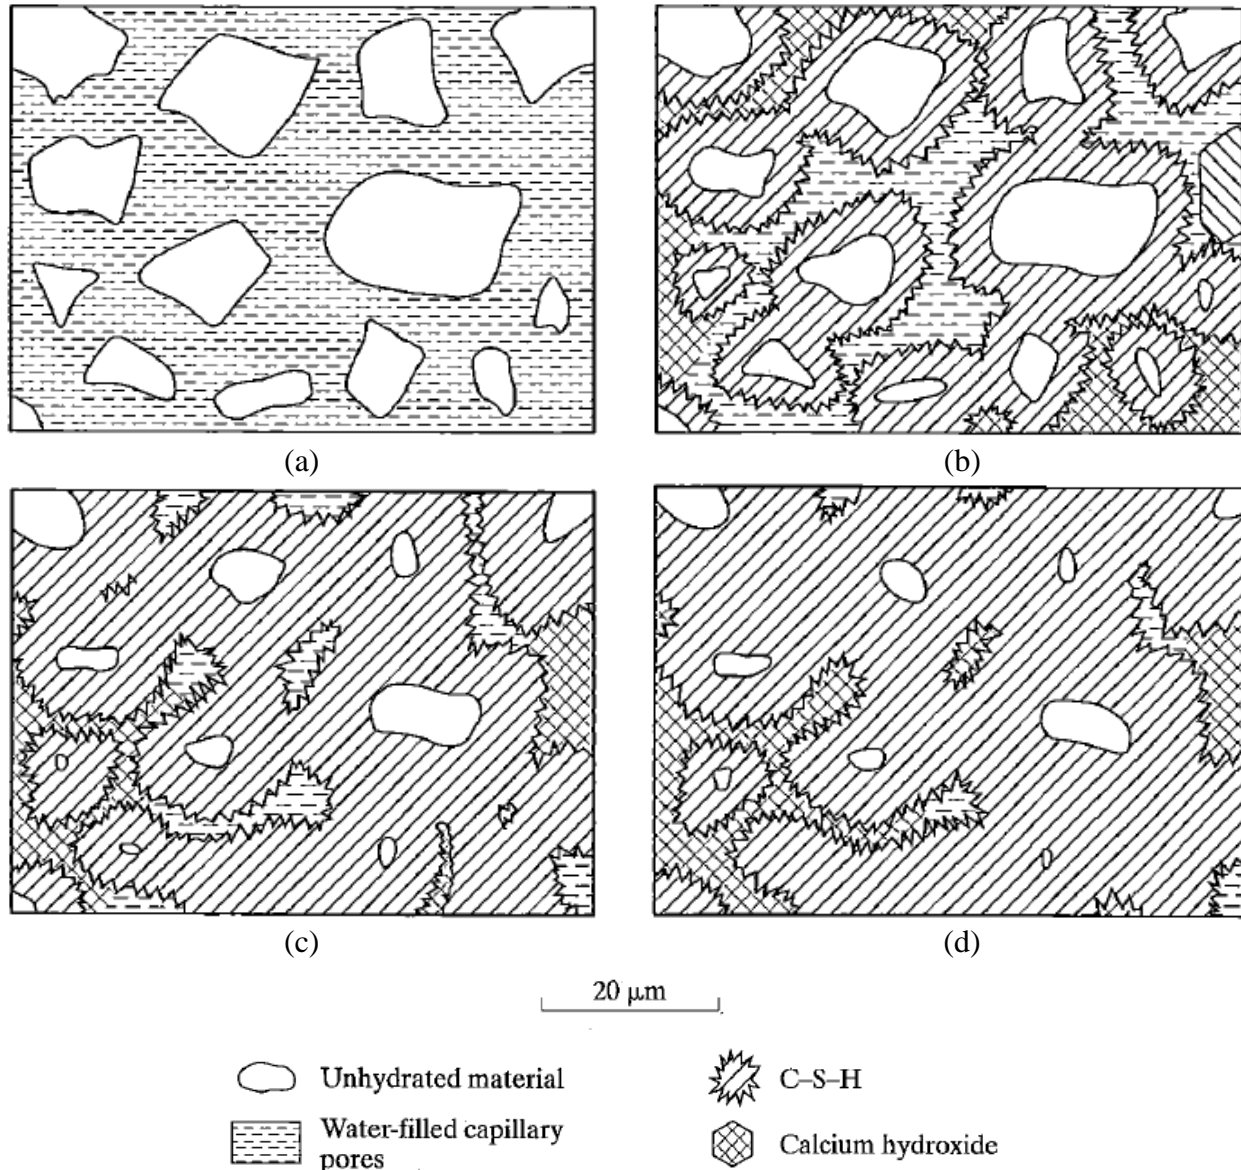 (a)
(b)
(c)
(d)
20 μm
Unhydrated material
C–S–H
Water-filled capillary
pores
Calcium hydroxide